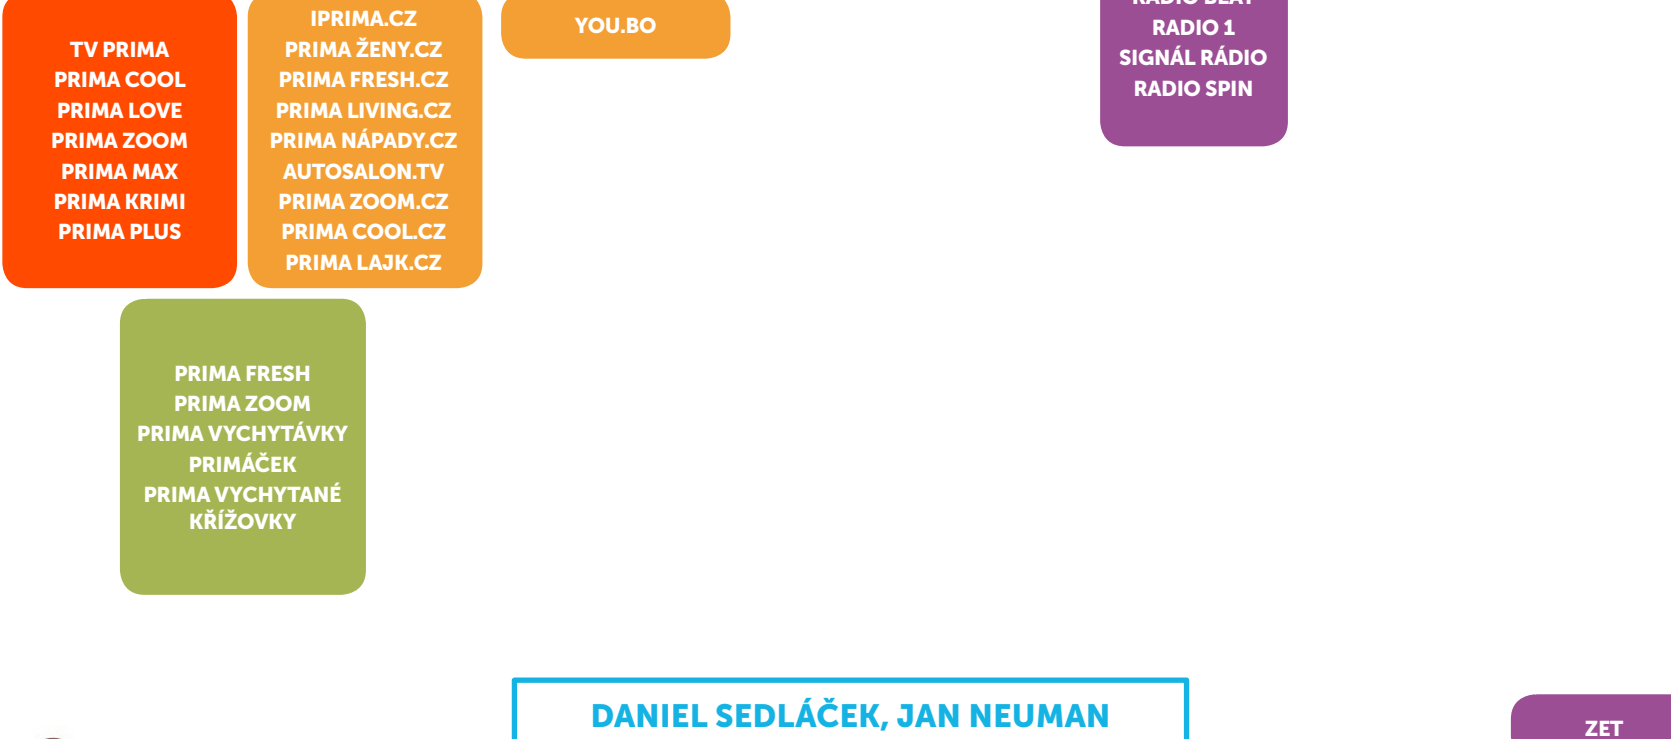 TV PRIMA
PRIMA COOL
PRIMA LOVE
PRIMA ZOOM
PRIMA MAX
PRIMA KRIMI
PRIMA PLUS
IPRIMA.CZ
PRIMA ŽENY.CZ
PRIMA FRESH.CZ
PRIMA LIVING.CZ
PRIMA NÁPADY.CZ
AUTOSALON.TV
PRIMA ZOOM.CZ
PRIMA COOL.CZ
PRIMA LAJK.CZ
YOU.BO
RADIO BEAT
RADIO 1
SIGNÁL RÁDIO
RADIO SPIN
PRIMA FRESH
PRIMA ZOOM
PRIMA VYCHYTÁVKY
PRIMÁČEK
PRIMA VYCHYTANÉ
KŘÍŽOVKY
DANIEL SEDLÁČEK, JAN NEUMAN
ZET